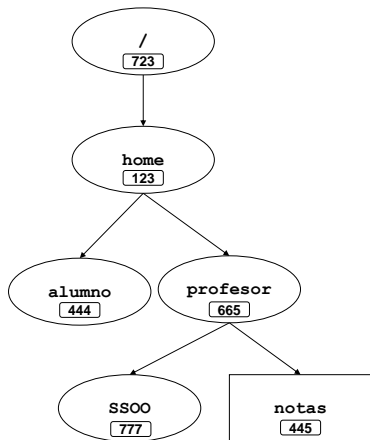 /
723
home
123
alumno
444
profesor
665
SSOO
777
notas
445